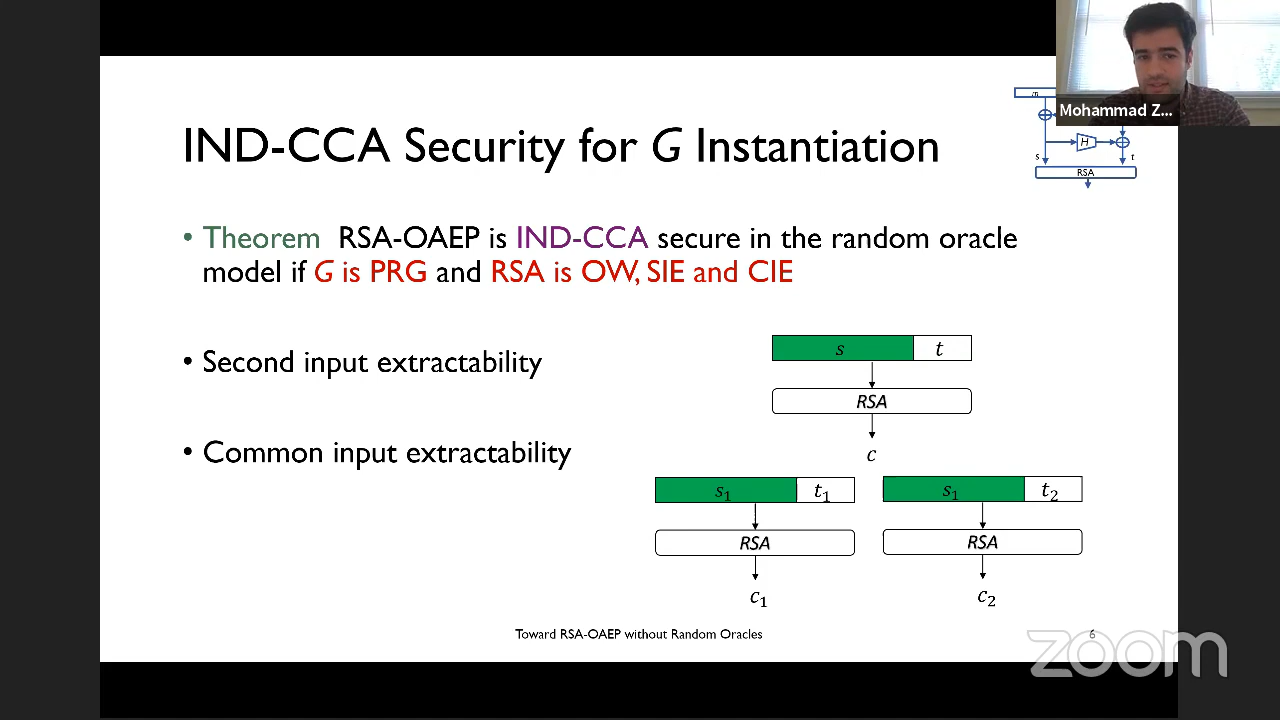 IND-CCA Security for G Instantiation
m
Mohammad Z...
H
s
t
RSA
• Theorem RSA-OAEP is IND-CCA secure in the random oracle
model if G is PRG and RSA is OW, SIE and CIE
• Second input extractability
s t
RSA
c
• Common input extractability
s₁ t₁
RSA
c₁
s₁ t₂
RSA
c₂
Toward RSA-OAEP without Random Oracles
6
zoom